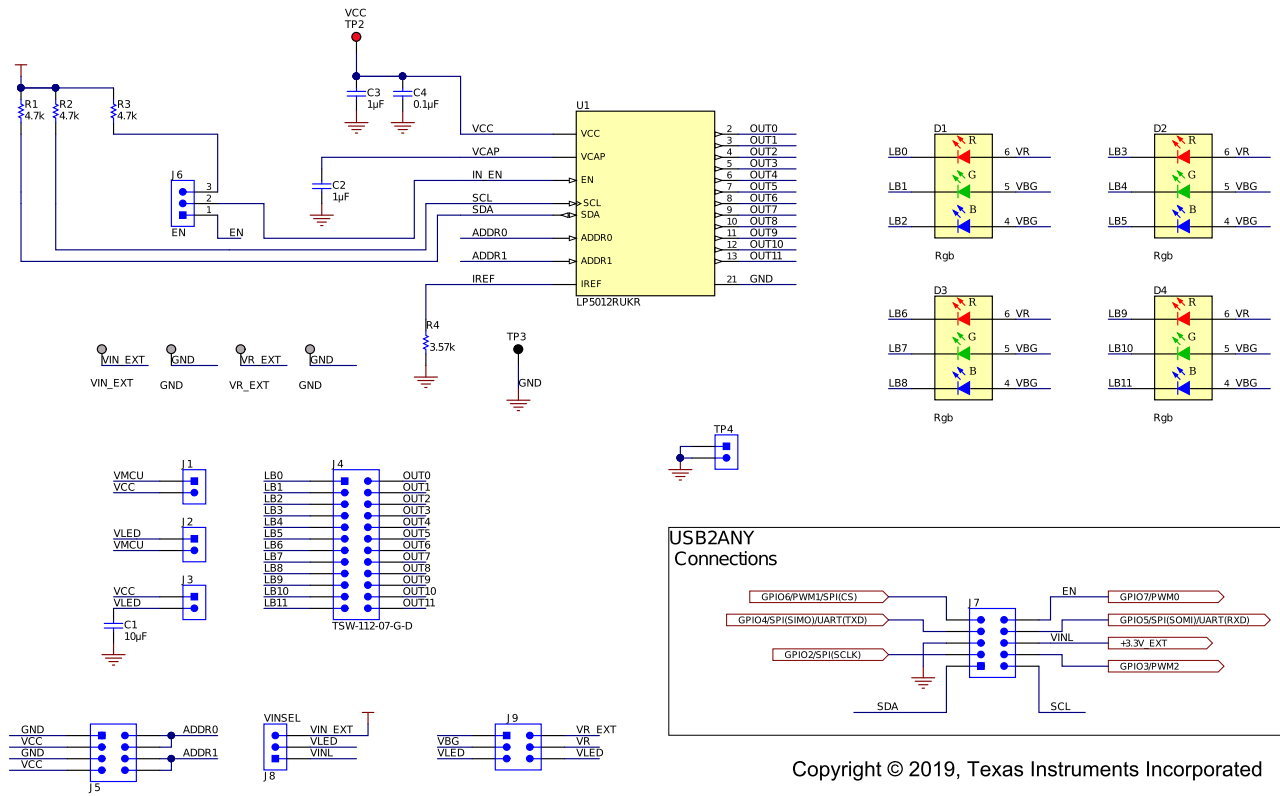 VCC
TP2
R1
4.7k
R2
4.7k
R3
4.7k
C3
1µF
C4
0.1µF
C2
1µF
J6
3
2
1
EN
EN
VCC
VCAP
IN_EN
SCL
SDA
ADDR0
ADDR1
IREF
U1
VCC
VCAP
EN
SCL
SDA
ADDR0
ADDR1
IREF
LP5012RUKR
2 OUT0
3 OUT1
4 OUT2
5 OUT3
6 OUT4
7 OUT5
8 OUT6
9 OUT7
10 OUT8
11 OUT9
12 OUT10
13 OUT11
21 GND
R4
3.57k
TP3
GND
D1
LB0 R 6 VR
LB1 G 5 VBG
LB2 B 4 VBG
Rgb
D2
LB3 R 6 VR
LB4 G 5 VBG
LB5 B 4 VBG
Rgb
D3
LB6 R 6 VR
LB7 G 5 VBG
LB8 B 4 VBG
Rgb
D4
LB9 R 6 VR
LB10 G 5 VBG
LB11 B 4 VBG
Rgb
VIN_EXT
VIN_EXT
GND
GND
VR_EXT
VR_EXT
GND
GND
TP4
J1
VMCU
VCC
J2
VLED
VMCU
J3
VCC
VLED
C1
10µF
J4
LB0 OUT0
LB1 OUT1
LB2 OUT2
LB3 OUT3
LB4 OUT4
LB5 OUT5
LB6 OUT6
LB7 OUT7
LB8 OUT8
LB9 OUT9
LB10 OUT10
LB11 OUT11
TSW-112-07-G-D
USB2ANY
Connections
GPIO6/PWM1/SPI(CS)
GPIO4/SPI(SIMO)/UART(TXD)
GPIO2/SPI(SCLK)
SDA
J7
EN
VINL
SCL
GPIO7/PWM0
GPIO5/SPI(SOMI)/UART(RXD)
+3.3V_EXT
GPIO3/PWM2
GND
VCC
GND
VCC
J5
ADDR0
ADDR1
VINSEL
VIN_EXT
VLED
VINL
J8
J9
VBG
VLED
VR_EXT
VR
VLED
Copyright © 2019, Texas Instruments Incorporated